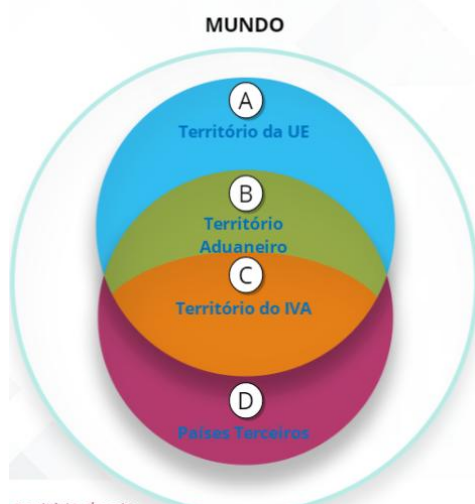 MUNDO
A
Território da UE
B
Território
Aduaneiro
C
Território do IVA
D
Países Terceiros